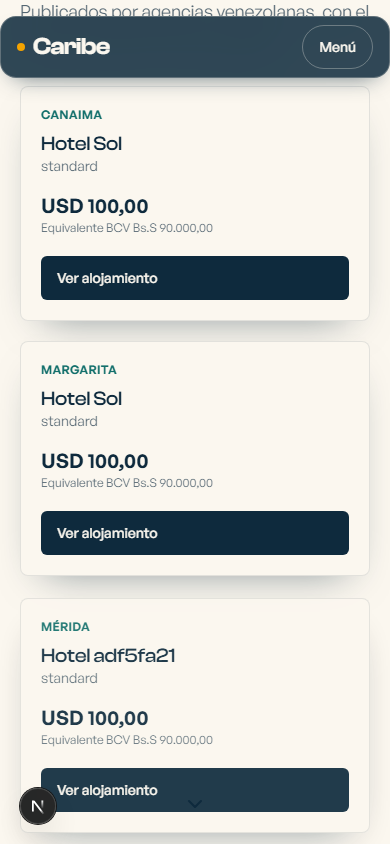 Publicados por agencias venezolanas, con el
Caribe
Menú
CANAIMA
Hotel Sol
standard
USD 100,00
Equivalente BCV Bs.S 90.000,00
Ver alojamiento
MARGARITA
Hotel Sol
standard
USD 100,00
Equivalente BCV Bs.S 90.000,00
Ver alojamiento
MÉRIDA
Hotel adf5fa21
standard
USD 100,00
Equivalente BCV Bs.S 90.000,00
Ver alojamiento
N